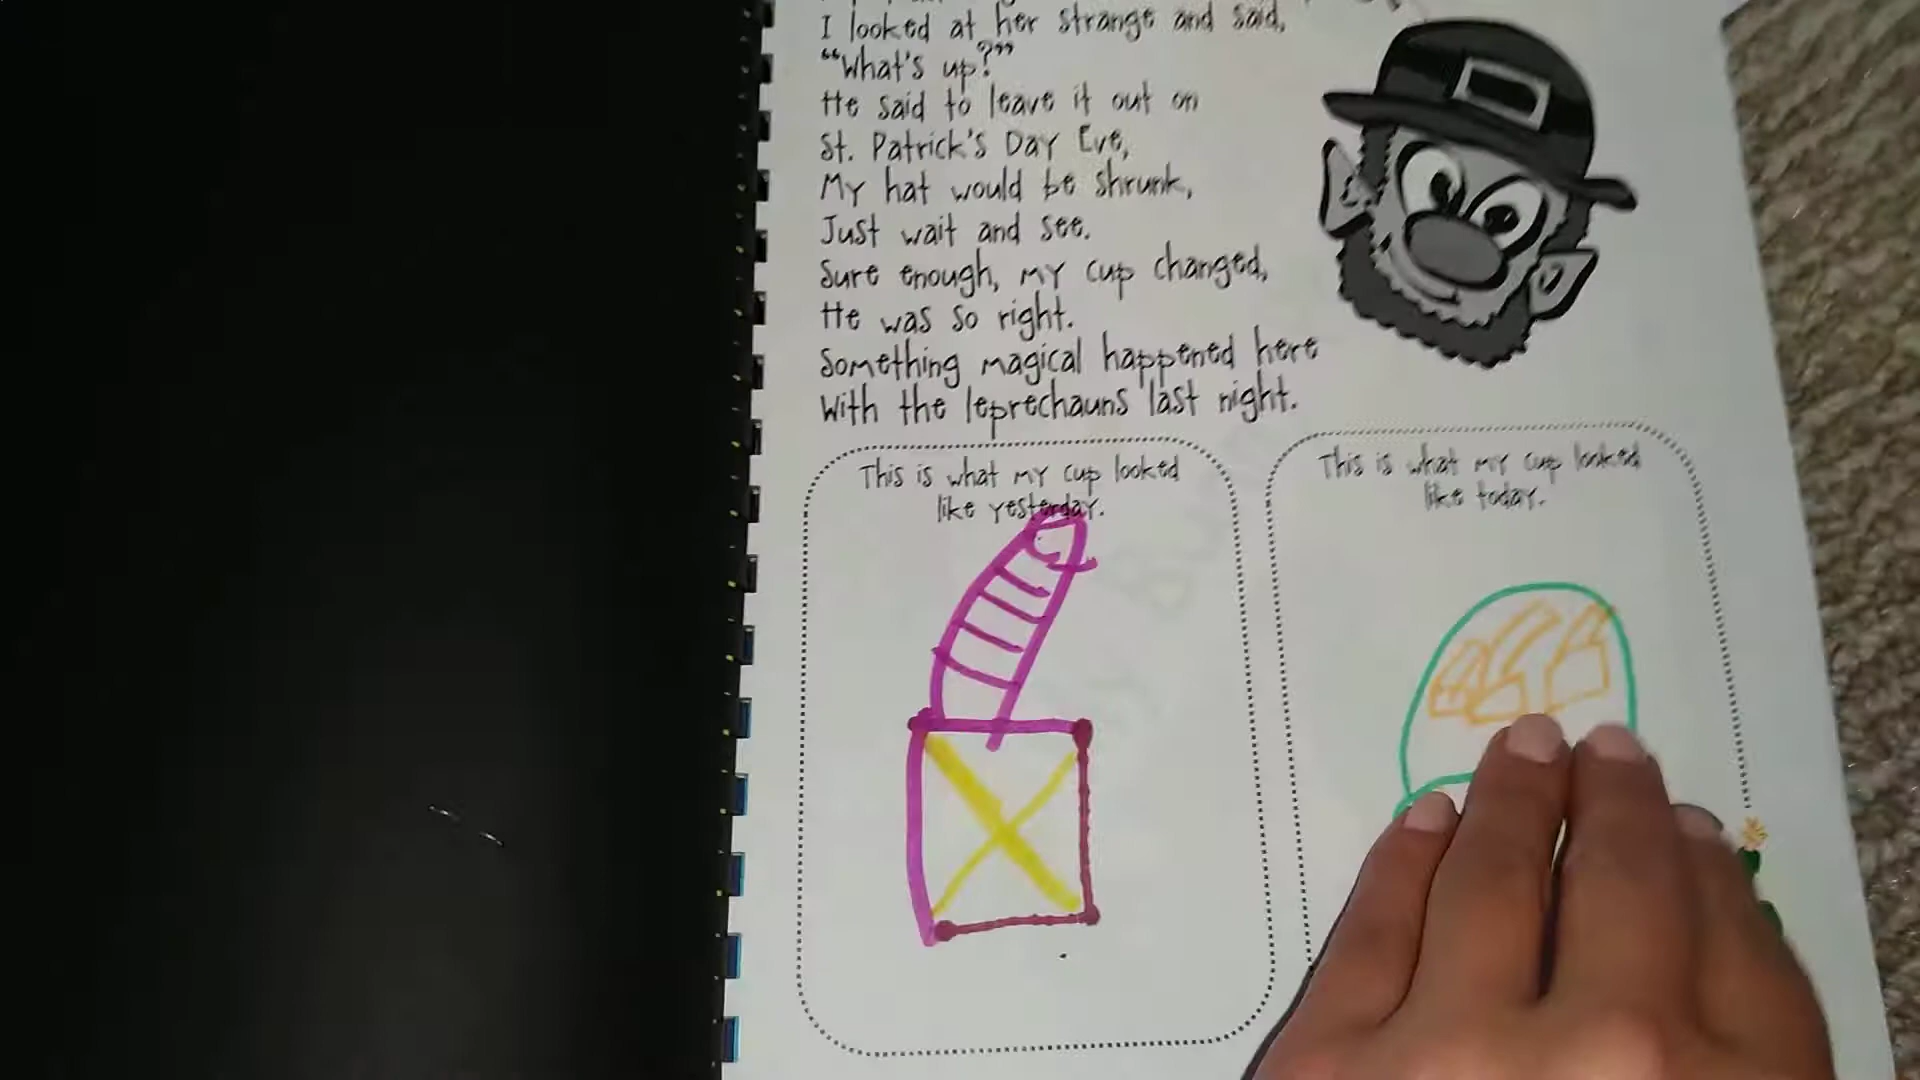 I looked at her strange and said,
“What's up?”
He said to leave it out on
St. Patrick's Day Eve,
My hat would be shrunk,
Just wait and see.
Sure enough, my cup changed,
He was so right.
Something magical happened here
With the leprechauns last night.
This is what my cup looked
like yesterday.
This is what my cup looked
like today.